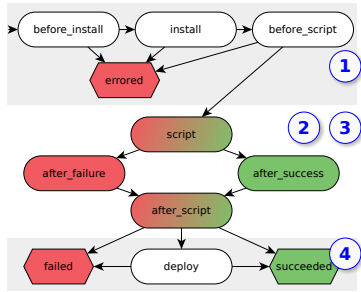 before_install install before_script
errored
1
2 3
script
after_failure after_success
after_script
4
failed deploy succeeded